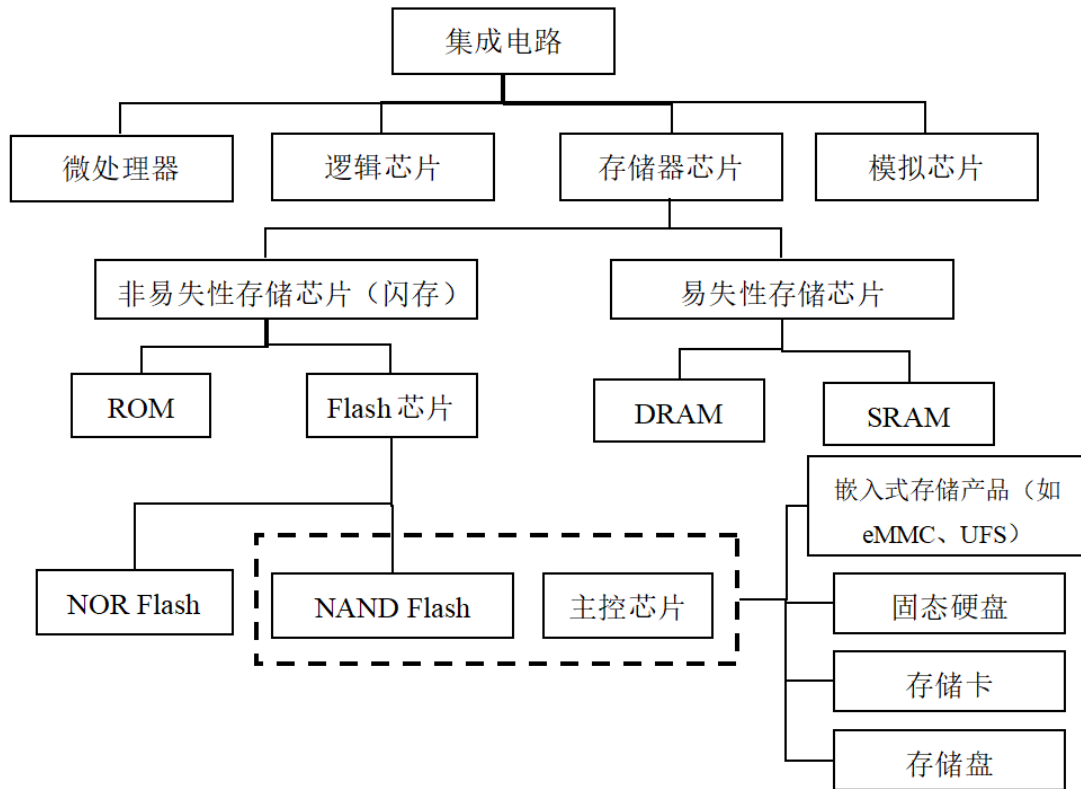 集成电路
微处理器
逻辑芯片
存储器芯片
模拟芯片
非易失性存储芯片（闪存）
易失性存储芯片
ROM
Flash 芯片
DRAM
SRAM
嵌入式存储产品（如
eMMC、UFS）
NOR Flash
NAND Flash
主控芯片
固态硬盘
存储卡
存储盘